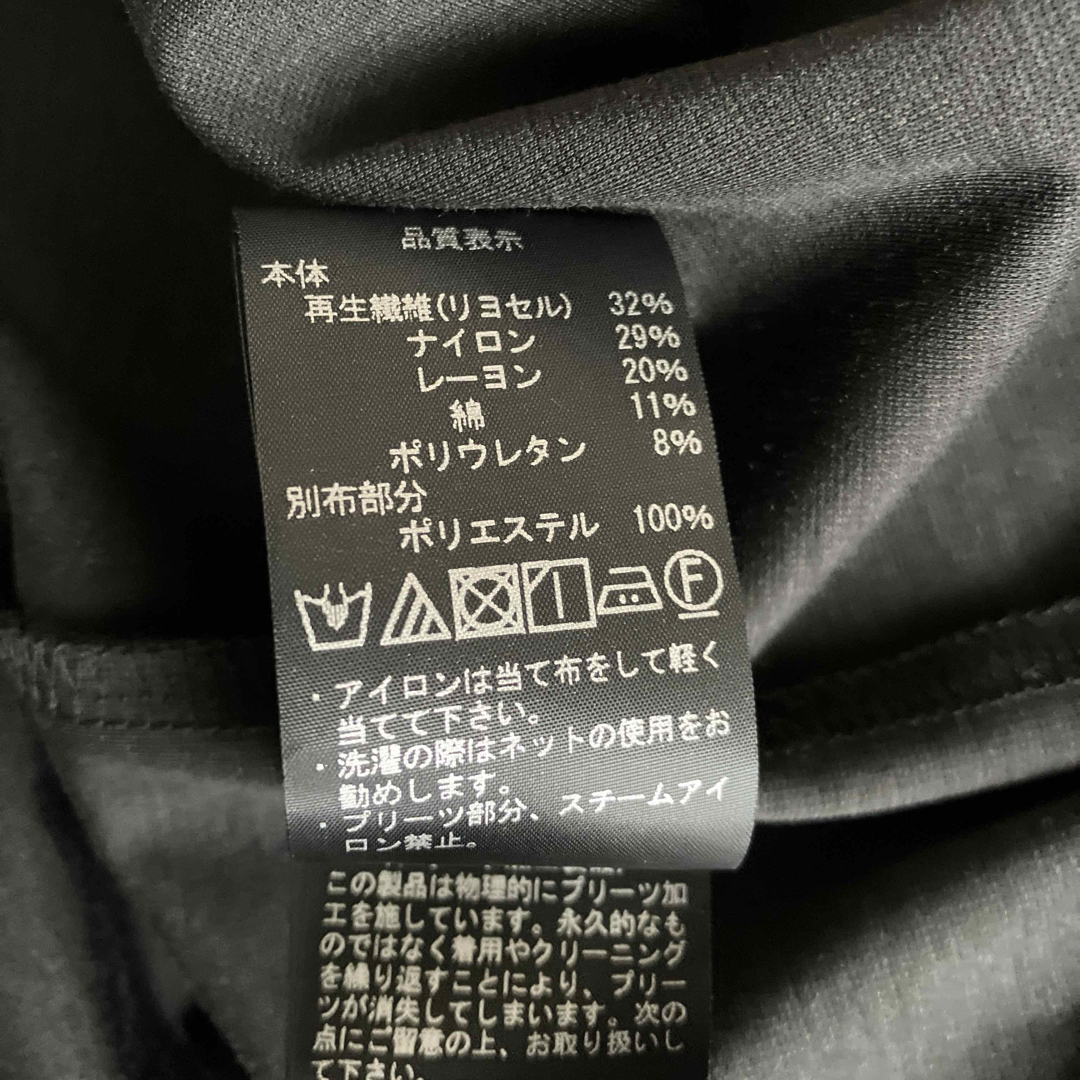 品質表示
本体
再生繊維(リヨセル) 32%
ナイロン 29%
レーヨン 20%
綿 11%
ポリウレタン 8%
別布部分
ポリエステル 100%
F
・アイロンは当て布をして軽く
当てて下さい。
・洗濯の際はネットの使用をお
勧めします。
・プリーツ部分、スチームアイ
ロン禁止。
この製品は物理的にプリーツ加
工を施しています。永久的なも
のではなく着用やクリーニング
を繰り返すことにより、プリー
ツが消失してしまいます。次の
点にご留意の上、お取り扱いし
て下さい。